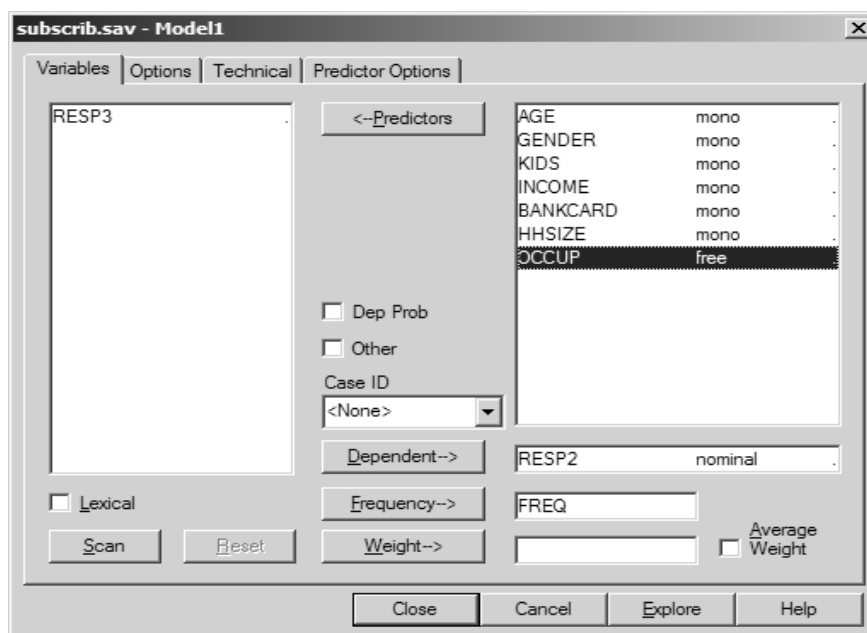 subscrib.sav - Model1
Variables Options Technical Predictor Options
RESP3 .
<--Predictors
AGE mono .
GENDER mono .
KIDS mono .
INCOME mono .
BANKCARD mono .
HHSIZE mono .
OCCUP free .
Dep Prob
Other
Case ID
<None>
Dependent-->
RESP2 nominal .
Lexical
Frequency-->
FREQ
Scan
Reset
Weight-->
Average
Weight
Close Cancel Explore Help